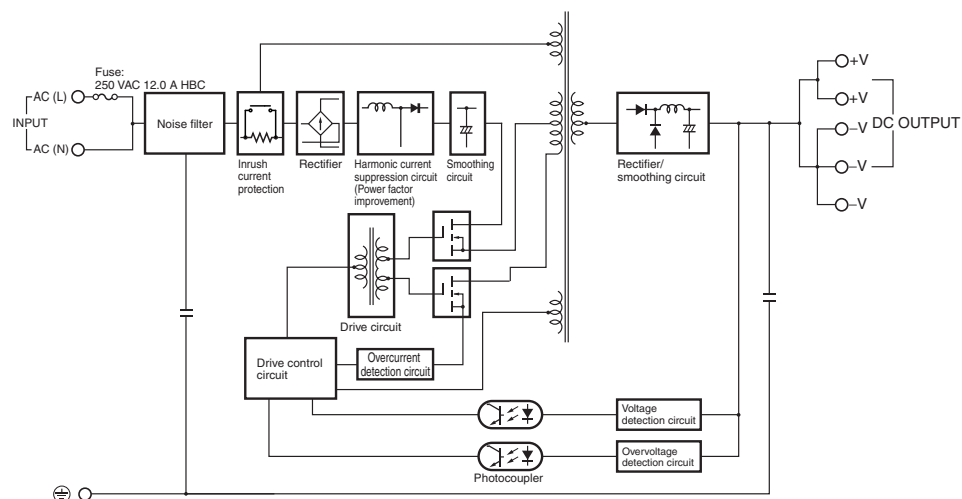 Fuse:
250 VAC 12.0 A HBC
AC (L)
INPUT
AC (N)
Noise filter
Inrush
current
protection
Rectifier
Harmonic current
suppression circuit
(Power factor
improvement)
Smoothing
circuit
Rectifier/
smoothing circuit
+V
+V
−V
DC OUTPUT
−V
−V
Drive circuit
Drive control
circuit
Overcurrent
detection circuit
Voltage
detection circuit
Overvoltage
detection circuit
Photocoupler